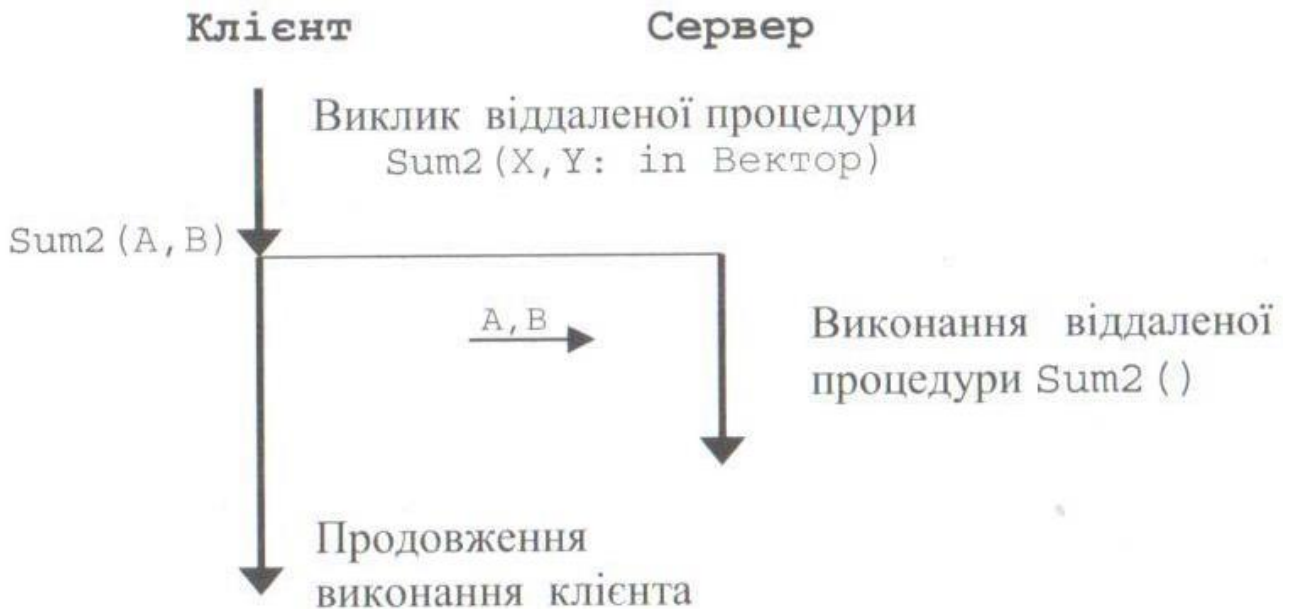 Клієнт Сервер
Виклик віддаленої процедури
Sum2(X,Y: in Вектор)
Sum2(A,B)
A,B
Виконання віддаленої
процедури Sum2()
Продовження
виконання клієнта